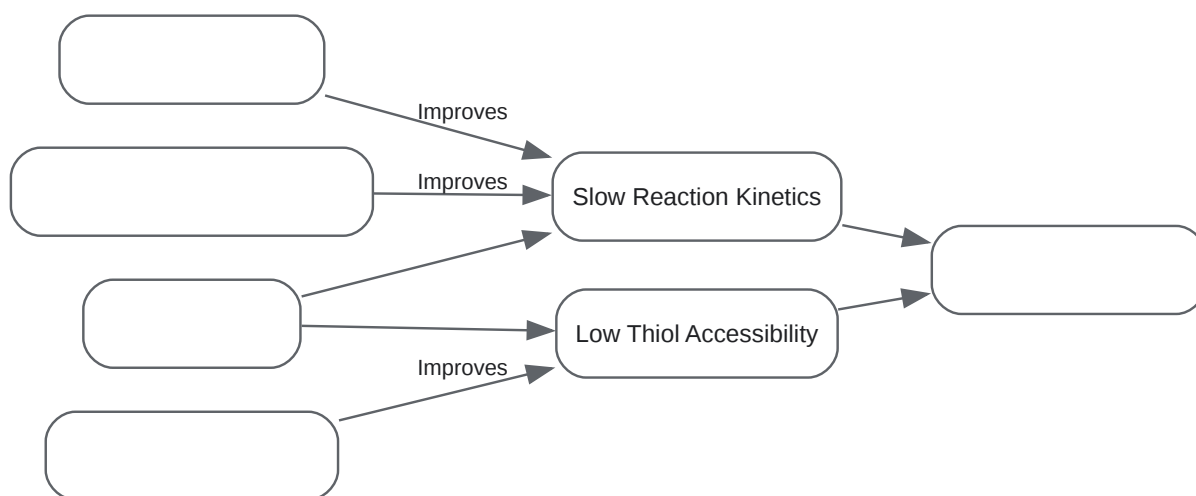 Improves
Improves
Slow Reaction Kinetics
Low Thiol Accessibility
Improves